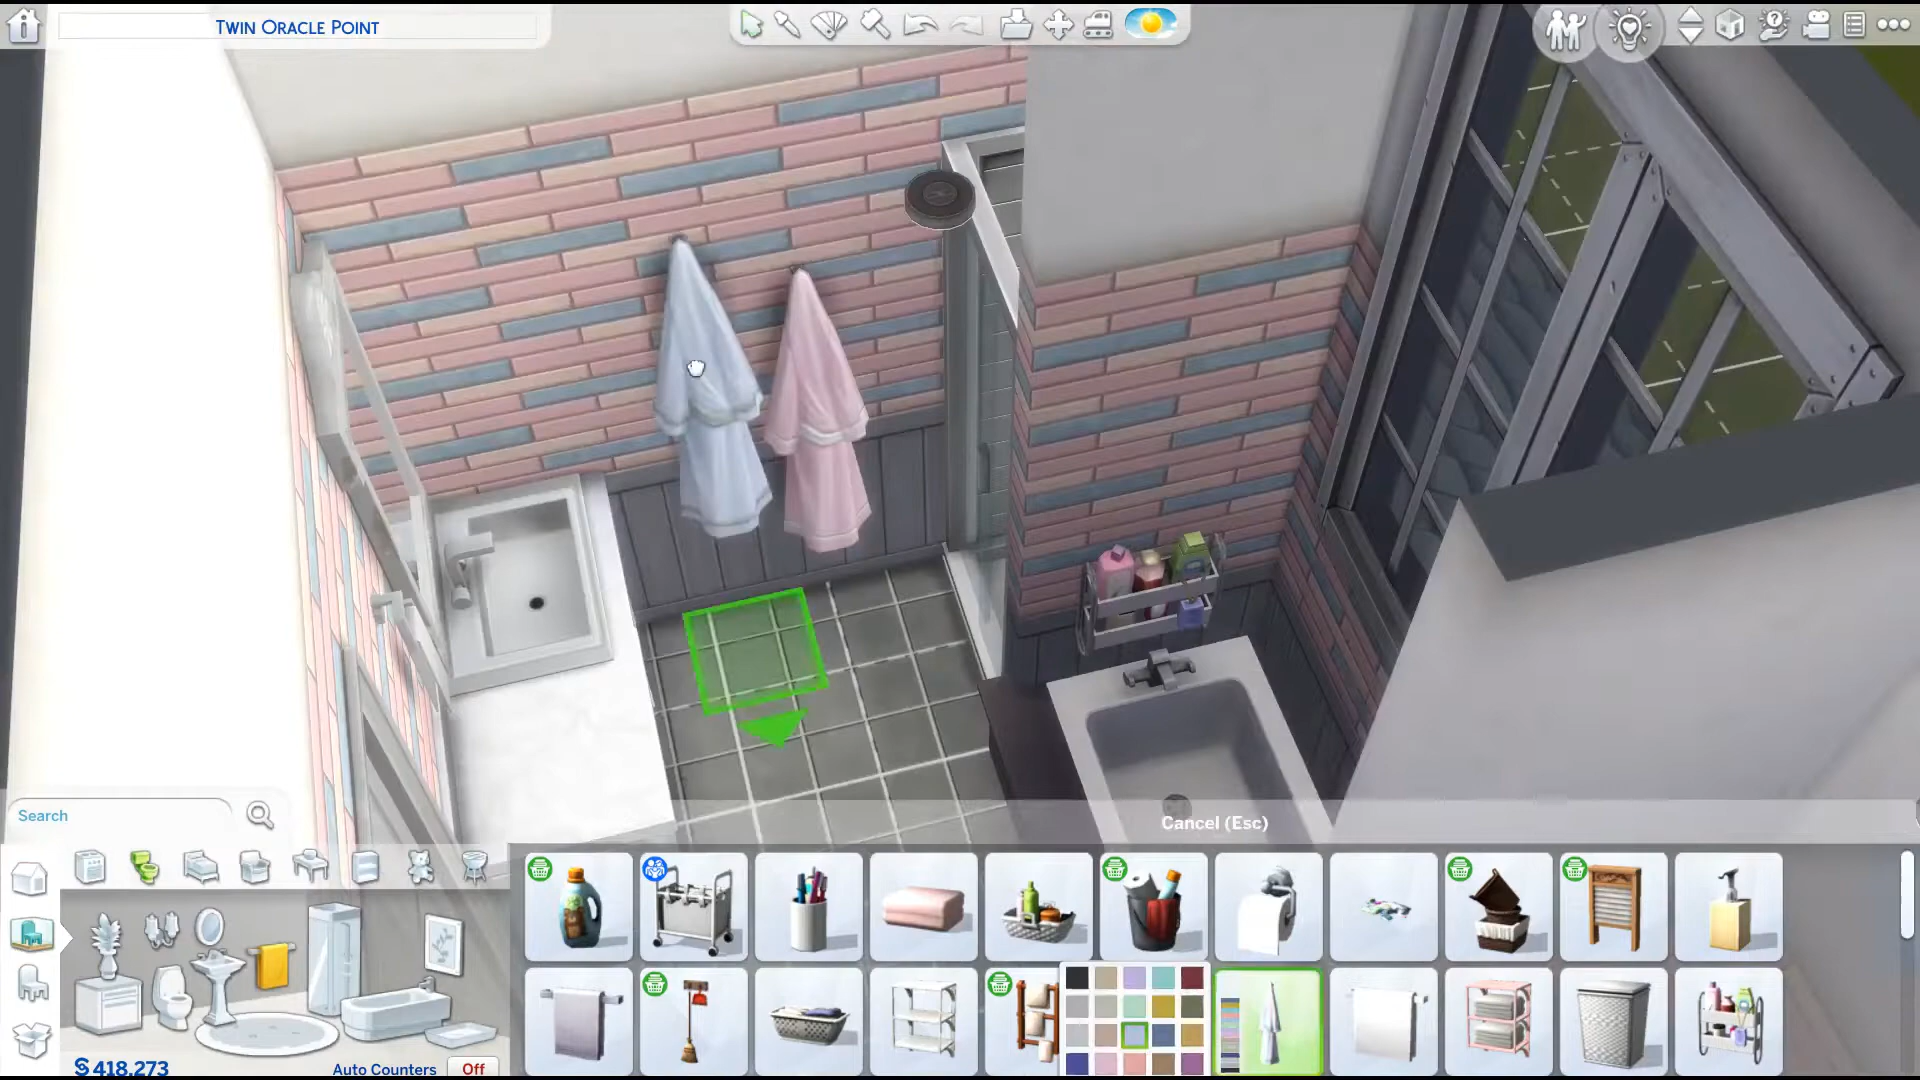 TWIN ORACLE POINT
Cancel (Esc)
Search
§418,273
Auto Counters
Off